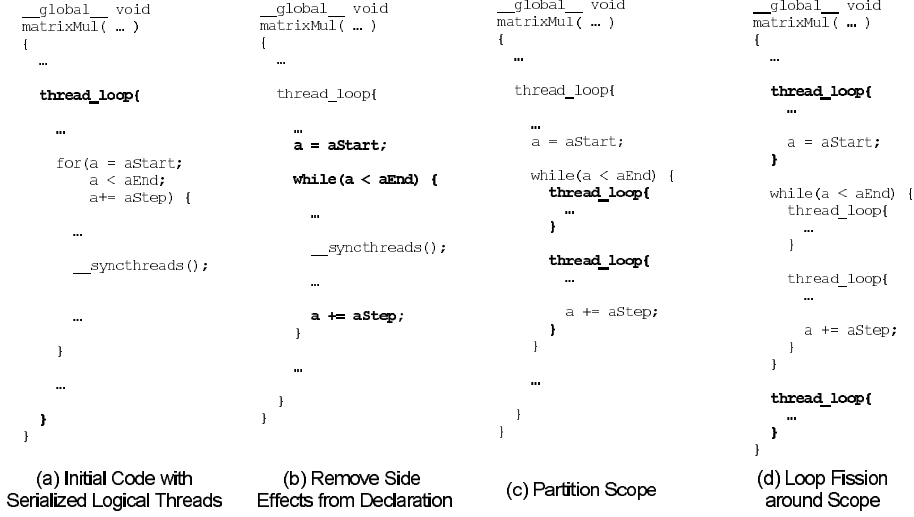 __global__ void
matrixMul( … )
{
…
thread_loop{
…
for(a = aStart;
a < aEnd;
a+= aStep) {
…
__syncthreads();
…
}
…
}
}
(a) Initial Code with
Serialized Logical Threads
__global__ void
matrixMul( … )
{
…
thread_loop{
…
a = aStart;
while(a < aEnd) {
…
__syncthreads();
…
a += aStep;
}
…
}
}
(b) Remove Side
Effects from Declaration
__global__ void
matrixMul( … )
{
…
thread_loop{
…
a = aStart;
while(a < aEnd) {
thread_loop{
…
}
thread_loop{
…
a += aStep;
}
}
…
}
}
(c) Partition Scope
__global__ void
matrixMul( … )
{
…
thread_loop{
…
a = aStart;
}
while(a < aEnd) {
thread_loop{
…
}
thread_loop{
…
a += aStep;
}
}
thread_loop{
…
}
}
(d) Loop Fission
around Scope